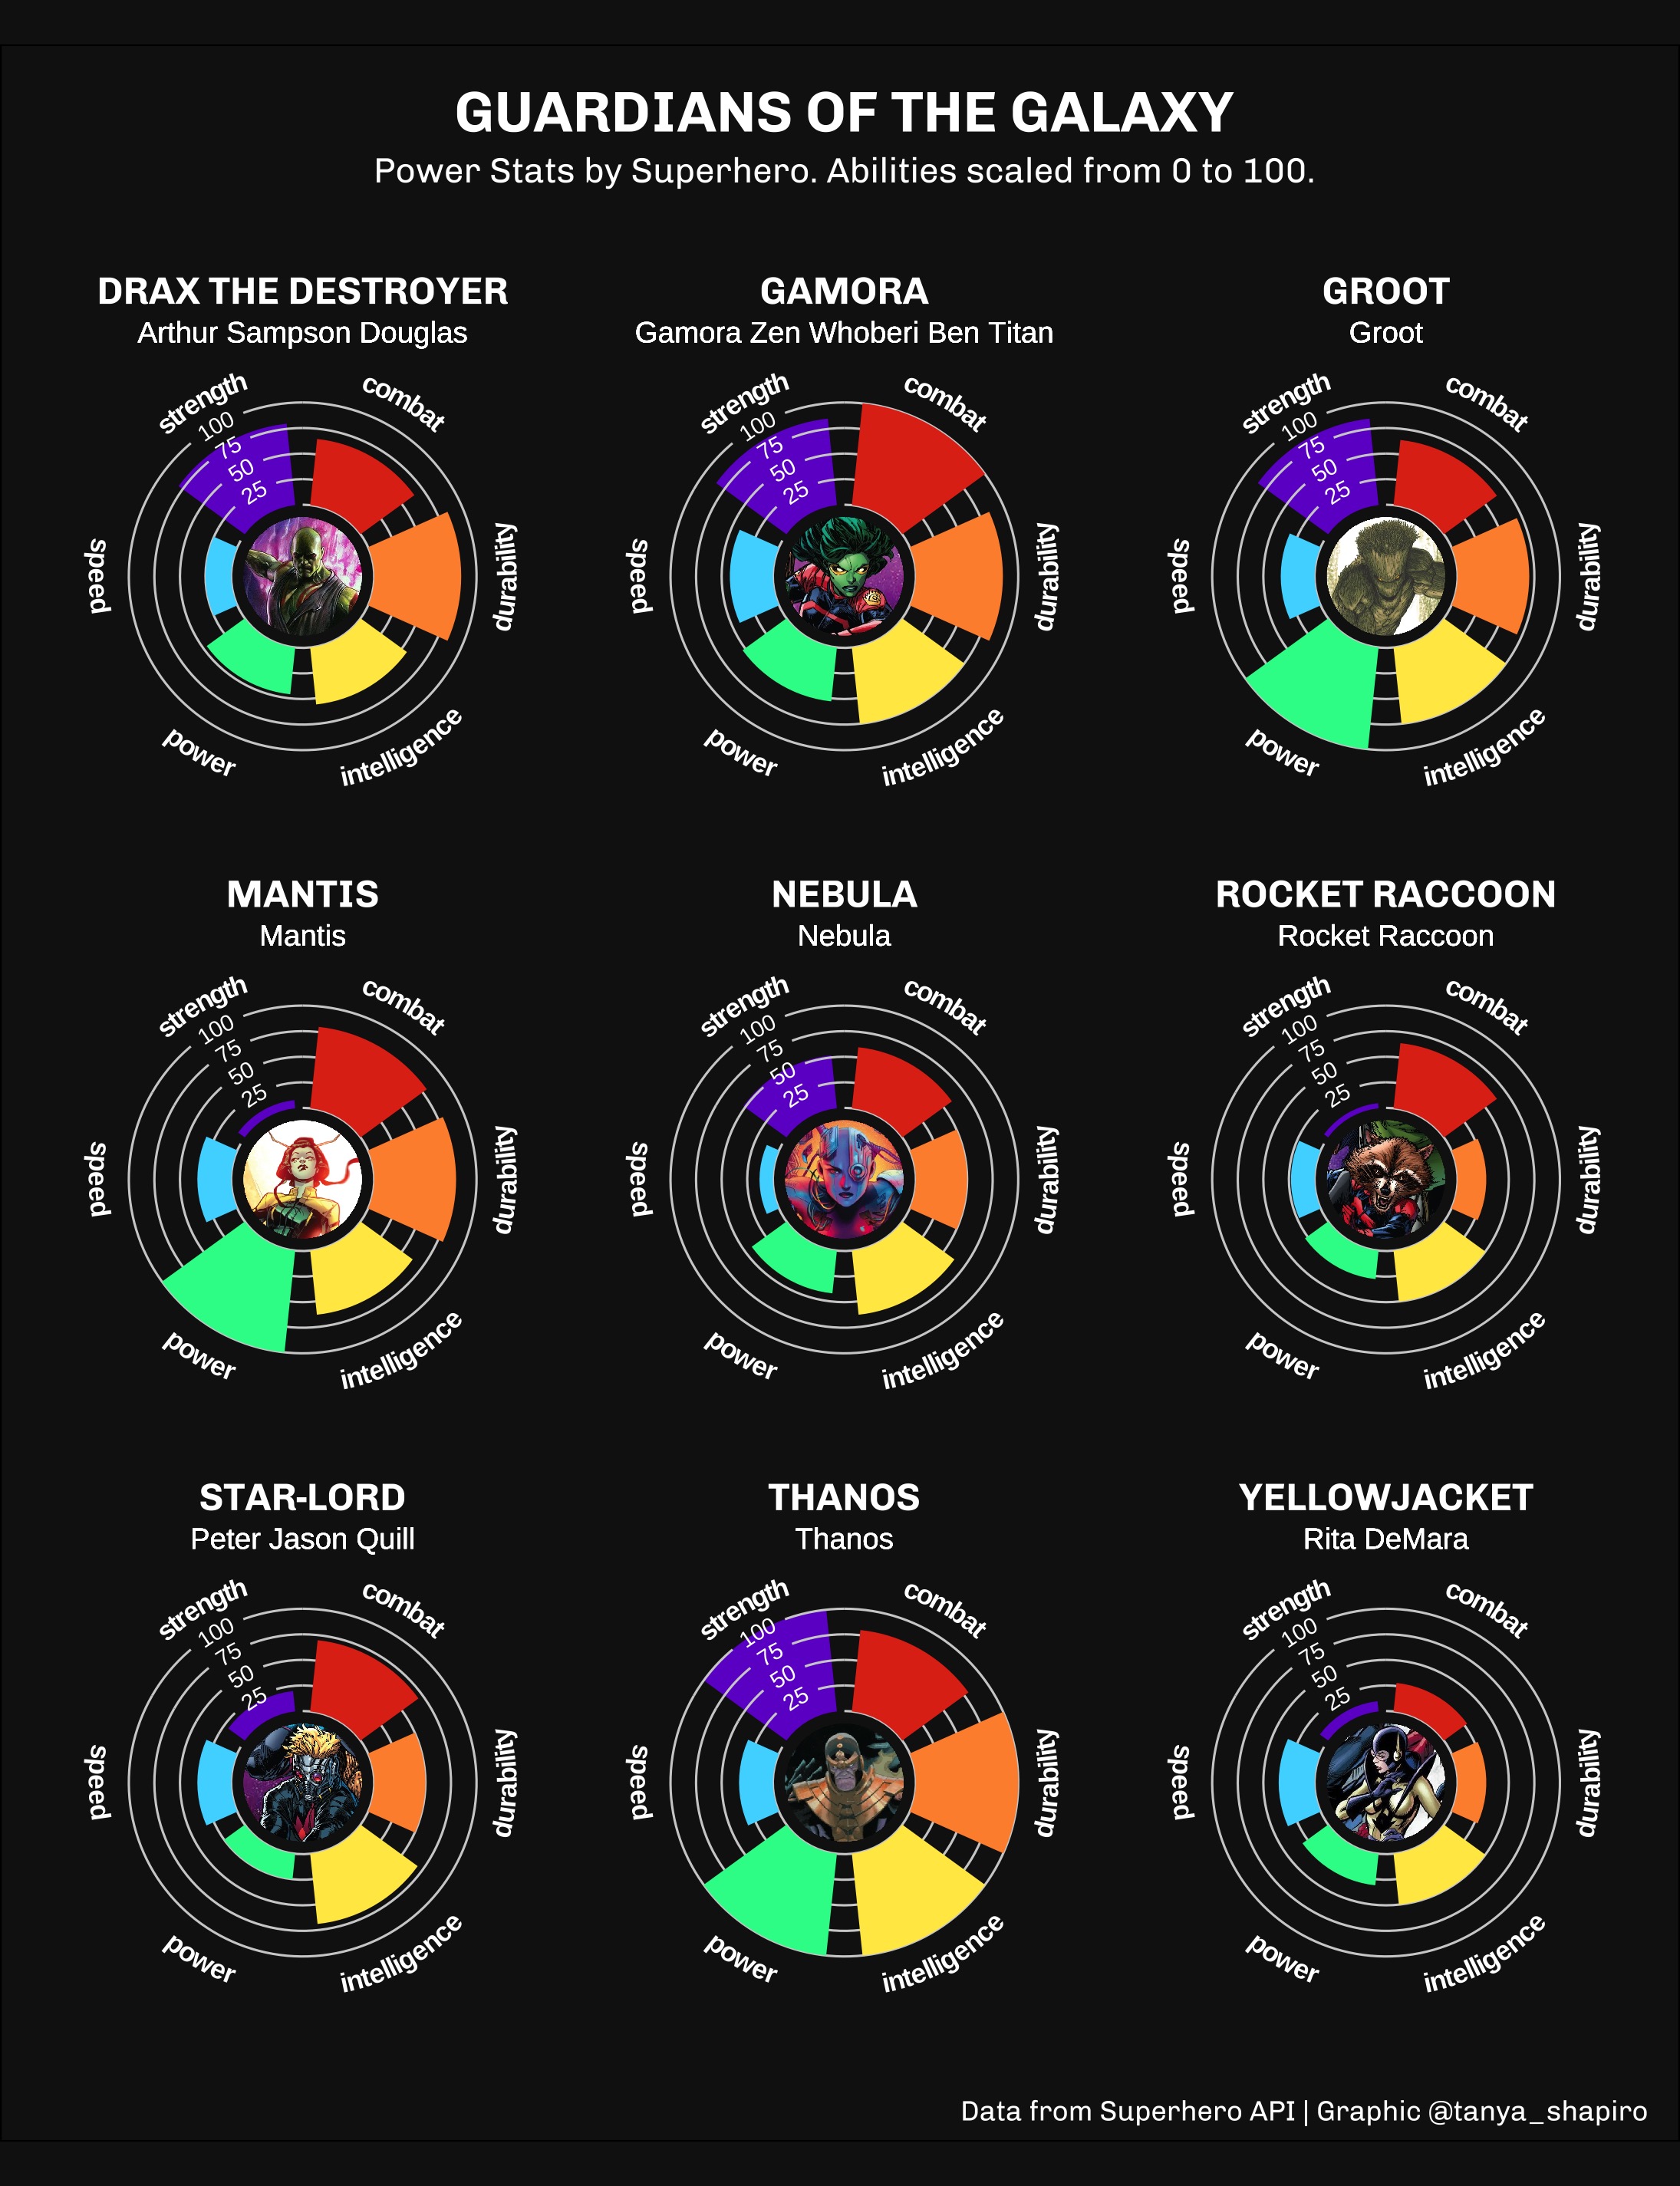 GUARDIANS OF THE GALAXY
Power Stats by Superhero. Abilities scaled from 0 to 100.
DRAX THE DESTROYER
Arthur Sampson Douglas
strength
combat
100
75
50
25
speed
durability
power
intelligence
GAMORA
Gamora Zen Whoberi Ben Titan
strength
combat
100
75
50
25
speed
durability
power
intelligence
GROOT
Groot
strength
combat
100
75
50
25
speed
durability
power
intelligence
MANTIS
Mantis
strength
combat
100
75
50
25
speed
durability
power
intelligence
NEBULA
Nebula
strength
combat
100
75
50
25
speed
durability
power
intelligence
ROCKET RACCOON
Rocket Raccoon
strength
combat
100
75
50
25
speed
durability
power
intelligence
STAR-LORD
Peter Jason Quill
strength
combat
100
75
50
25
speed
durability
power
intelligence
THANOS
Thanos
strength
combat
100
75
50
25
speed
durability
power
intelligence
YELLOWJACKET
Rita DeMara
strength
combat
100
75
50
25
speed
durability
power
intelligence
Data from Superhero API | Graphic @tanya_shapiro